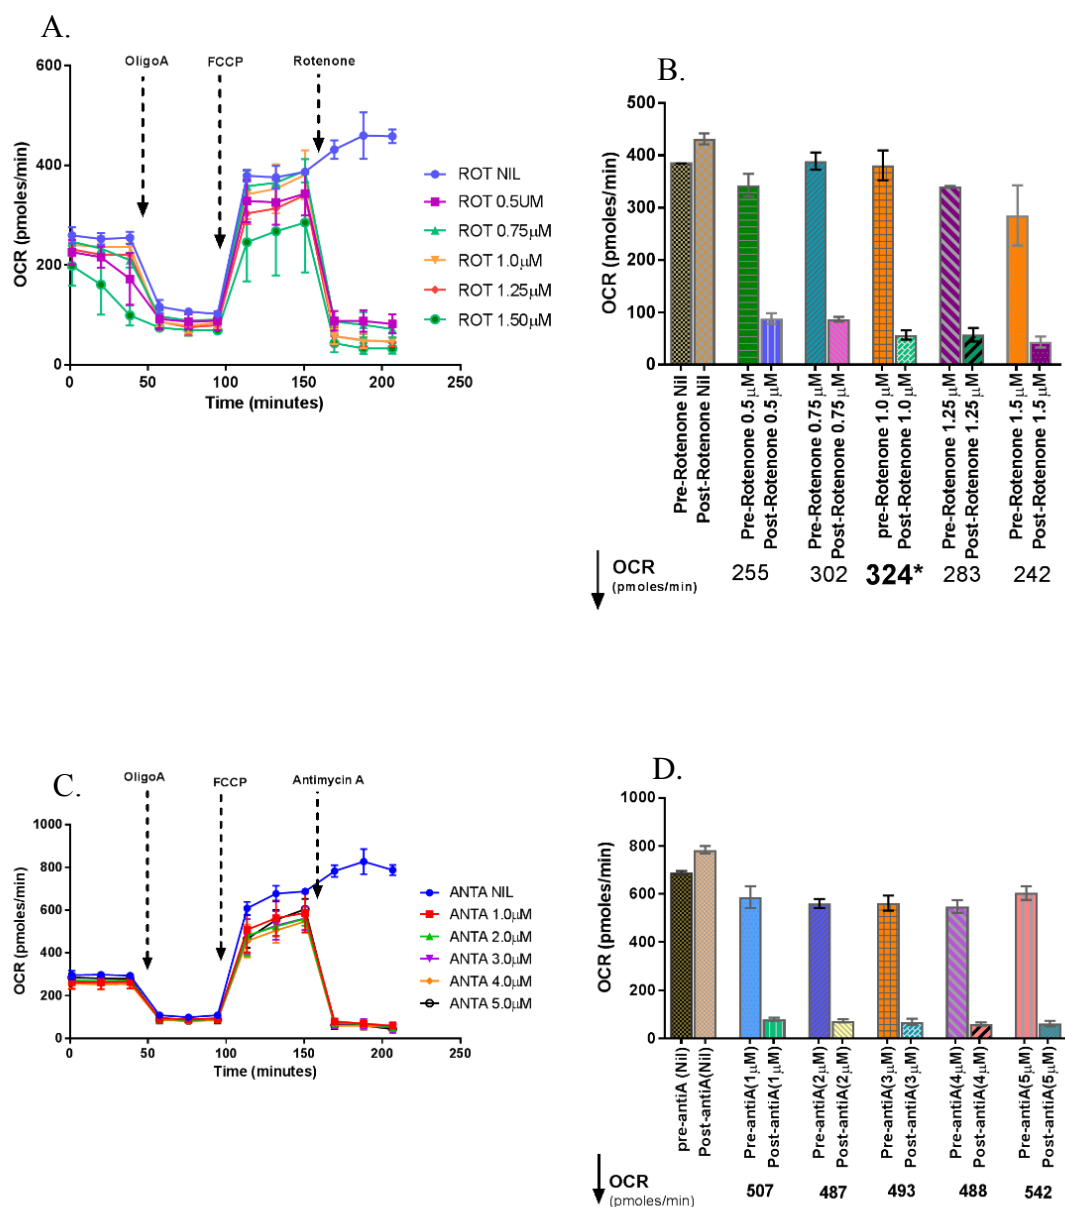 A.
OligoA
FCCP
Rotenone
600
400
200
0
OCR (pmoles/min)
0
50
100
150
200
250
Time (minutes)
ROT NIL
ROT 0.5UM
ROT 0.75μM
ROT 1.0μM
ROT 1.25μM
ROT 1.50μM
B.
500
400
300
200
100
0
OCR (pmoles/min)
Pre-Rotenone Nil
Post-Rotenone Nil
Pre-Rotenone 0.5μM
Post-Rotenone 0.5μM
Pre-Rotenone 0.75μM
Post-Rotenone 0.75μM
pre-Rotenone 1.0μM
Post-Rotenone 1.0μM
Pre-Rotenone 1.25μM
Post-Rotenone 1.25μM
Pre-Rotenone 1.5μM
Post-Rotenone 1.5μM
OCR
(pmoles/min)
255
302
324*
283
242
C.
OligoA
FCCP
Antimycin A
1000
800
600
400
200
0
OCR (pmoles/min)
0
50
100
150
200
250
Time (minutes)
ANTA NIL
ANTA 1.0μM
ANTA 2.0μM
ANTA 3.0μM
ANTA 4.0μM
ANTA 5.0μM
D.
1000
800
600
400
200
0
OCR (pmoles/min)
pre-antiA (Nil)
Post-antiA(Nil)
Pre-antiA(1μM)
Post-antiA(1μM)
Pre-antiA(2μM)
Post-antiA(2μM)
Pre-antiA(3μM)
Post-antiA(3μM)
Pre-antiA(4μM)
Post-antiA(4μM)
Pre-antiA(5μM)
Post-antiA(5μM)
OCR
(pmoles/min)
507
487
493
488
542